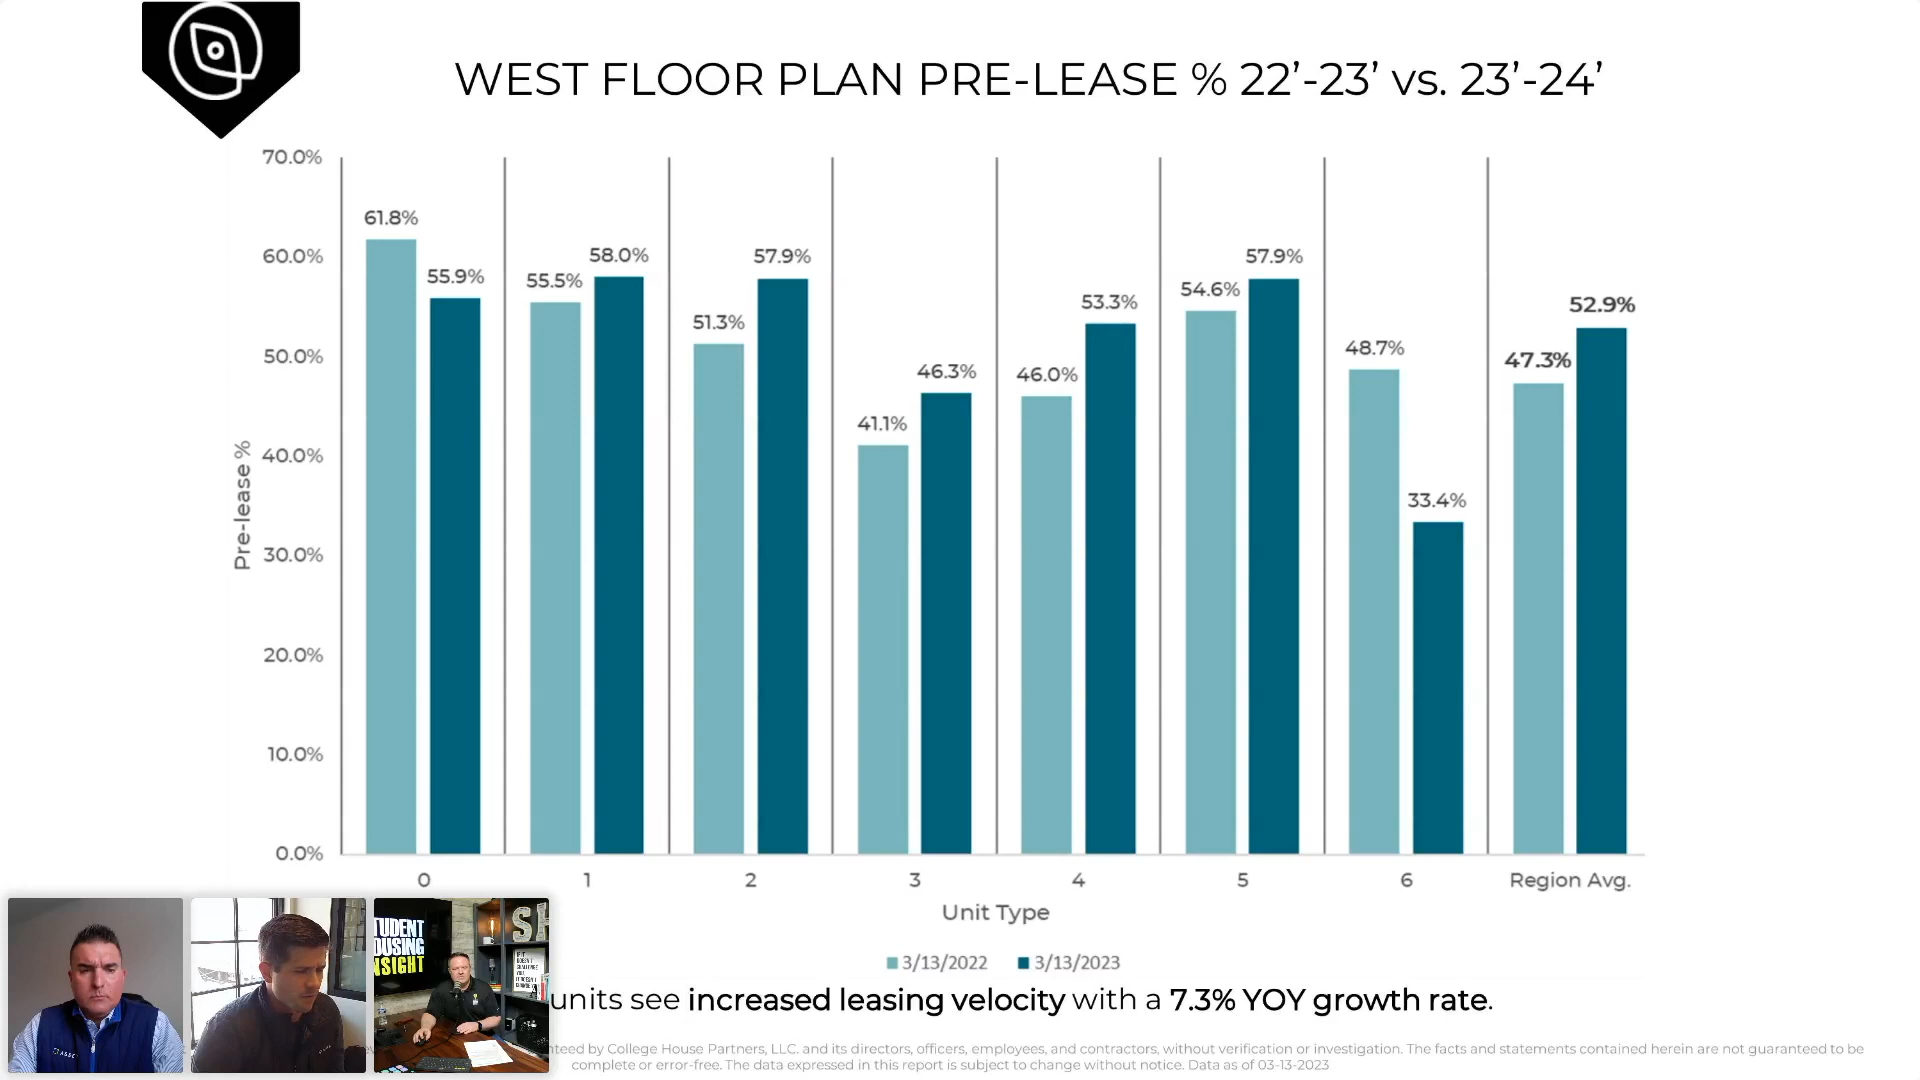 WEST FLOOR PLAN PRE-LEASE % 22’-23’ vs. 23’-24’
70.0%
60.0%
50.0%
40.0%
30.0%
20.0%
10.0%
0.0%
Pre-lease %
61.8%
55.9%
55.5%
58.0%
51.3%
57.9%
41.1%
46.3%
46.0%
53.3%
54.6%
57.9%
48.7%
33.4%
47.3%
52.9%
0 1 2 3 4 5 6 Region Avg.
Unit Type
3/13/2022 3/13/2023
units see increased leasing velocity with a 7.3% YOY growth rate.
nteed by College House Partners, LLC. and its directors, officers, employees, and contractors, without verification or investigation. The facts and statements contained herein are not guaranteed to be
complete or error-free. The data expressed in this report is subject to change without notice. Data as of 03-13-2023
TUDENT
OUSING
NSIGHT
SH